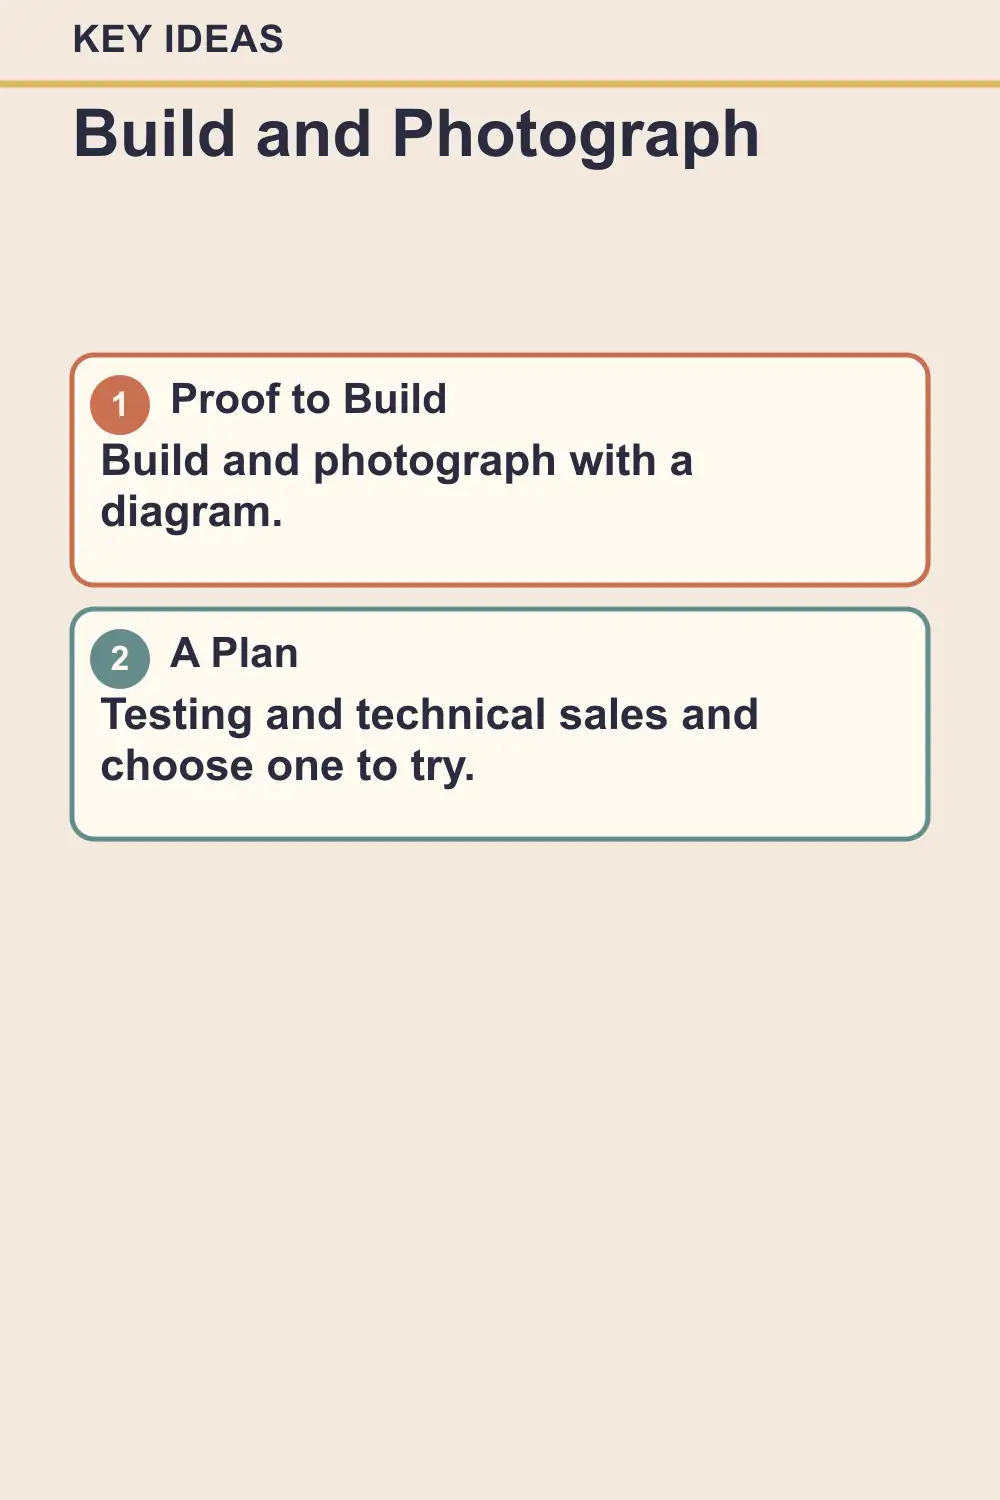 KEY IDEAS
Build and Photograph
1 Proof to Build
Build and photograph with a
diagram.
2 A Plan
Testing and technical sales and
choose one to try.